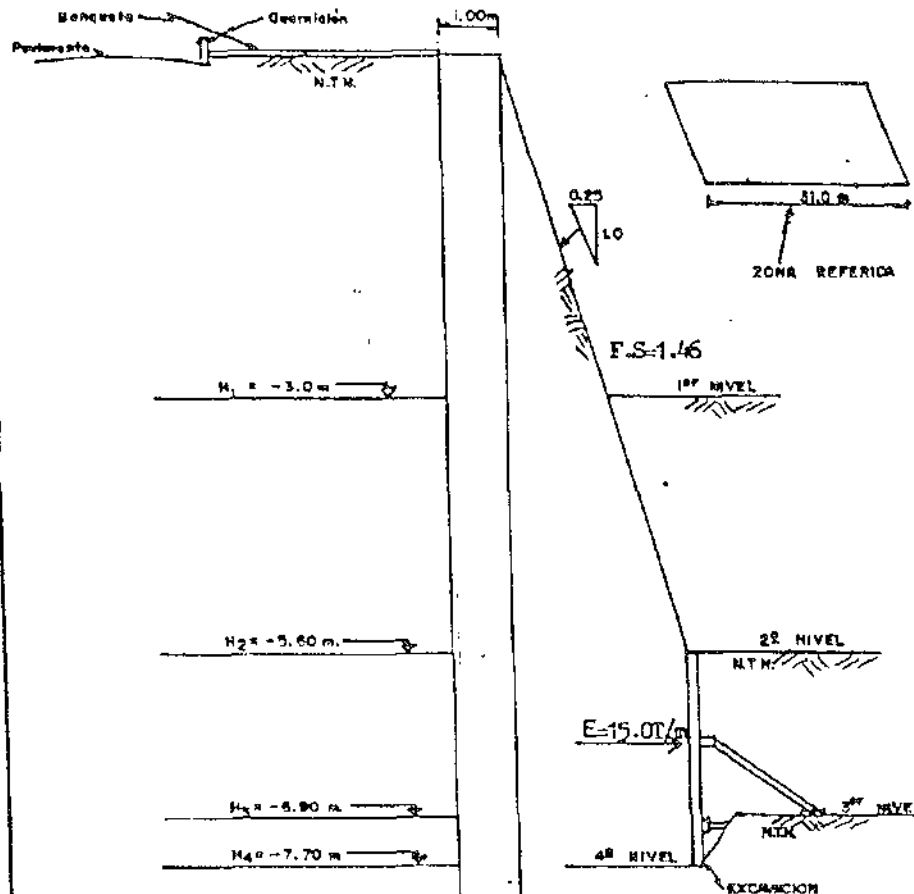 1.00m
Banqueta
Guarnición
Pavimento
N.T.N.
0.25
1.0
31.0 m
ZONA REFERIDA
F.S=1.46
H1 = -3.0 m
1er NIVEL
H2= -5.60 m.
2º NIVEL
N.T.N.
E=15.0T/m
H3= -6.90 m.
3er NIVE
N.T.N.
H4= -7.70 m
4º NIVEL
EXCAVACION